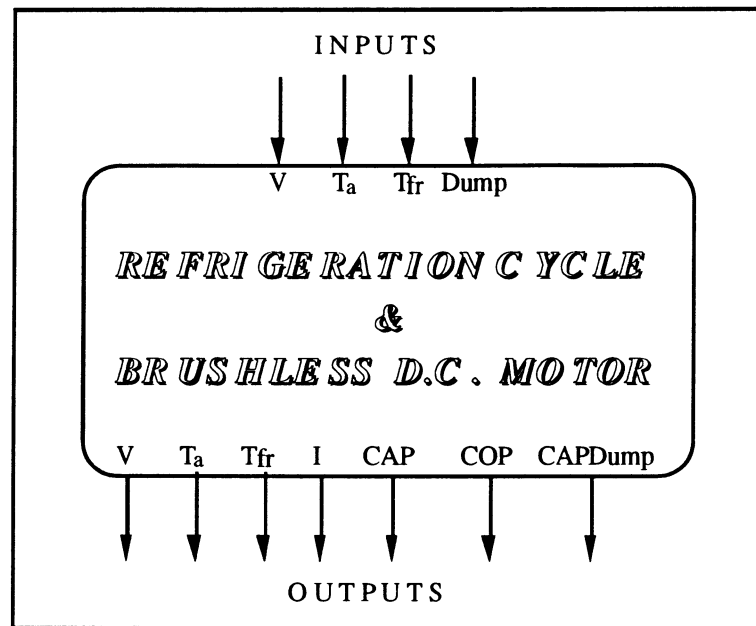 INPUTS
V Ta Tfr Dump
REFRIGERATION CYCLE
&
BRUSHLESS D.C. MOTOR
V Ta Tfr I CAP COP CAPDump
OUTPUTS